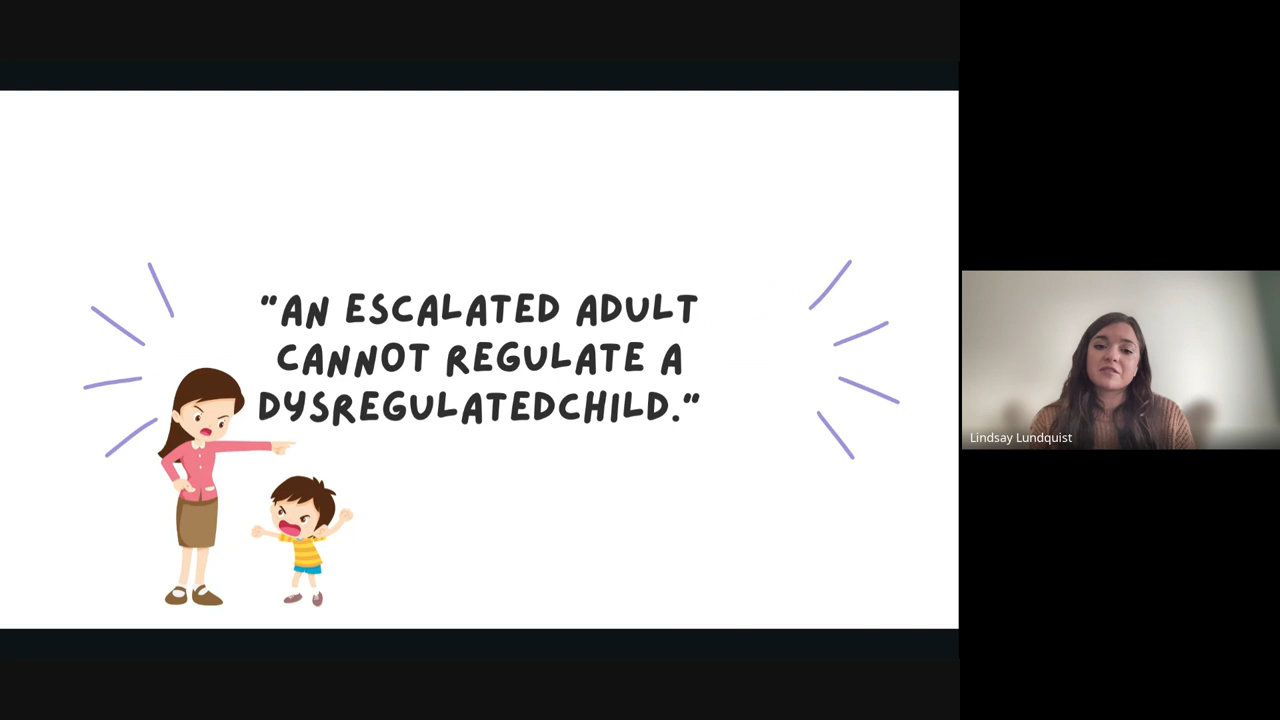 "AN ESCALATED ADULT
CANNOT REGULATE A
DYSREGULATEDCHILD."
Lindsay Lundquist